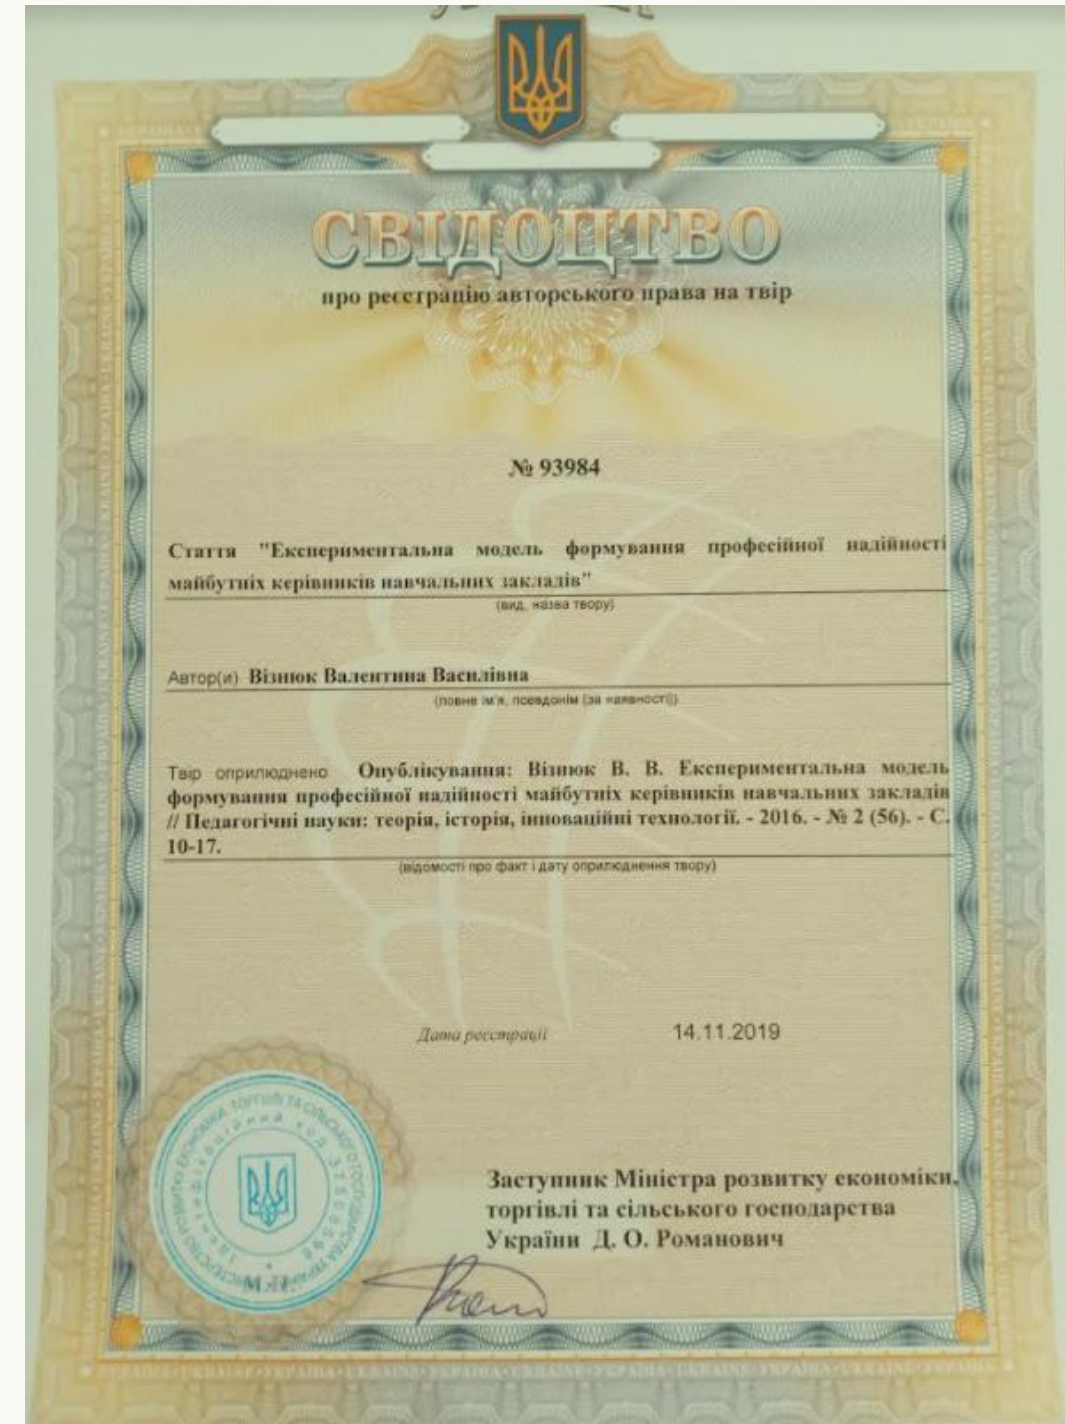 СВІДОЦТВО
про реєстрацію авторського права на твір
№ 93984
Стаття "Експериментальна модель формування професійної надійності
майбутніх керівників навчальних закладів"
(вид, назва твору)
Автор(и) Візнюк Валентина Василівна
(повне ім'я, псевдонім (за наявності))
Твір оприлюднено Опублікування: Візнюк В. В. Експериментальна модель
формування професійної надійності майбутніх керівників навчальних закладів
// Педагогічні науки: теорія, історія, інноваційні технології. - 2016. - № 2 (56). - С.
10-17.
(відомості про факт і дату оприлюднення твору)
Дата реєстрації 14.11.2019
Заступник Міністра розвитку економіки,
торгівлі та сільського господарства
України Д. О. Романович
М.П.